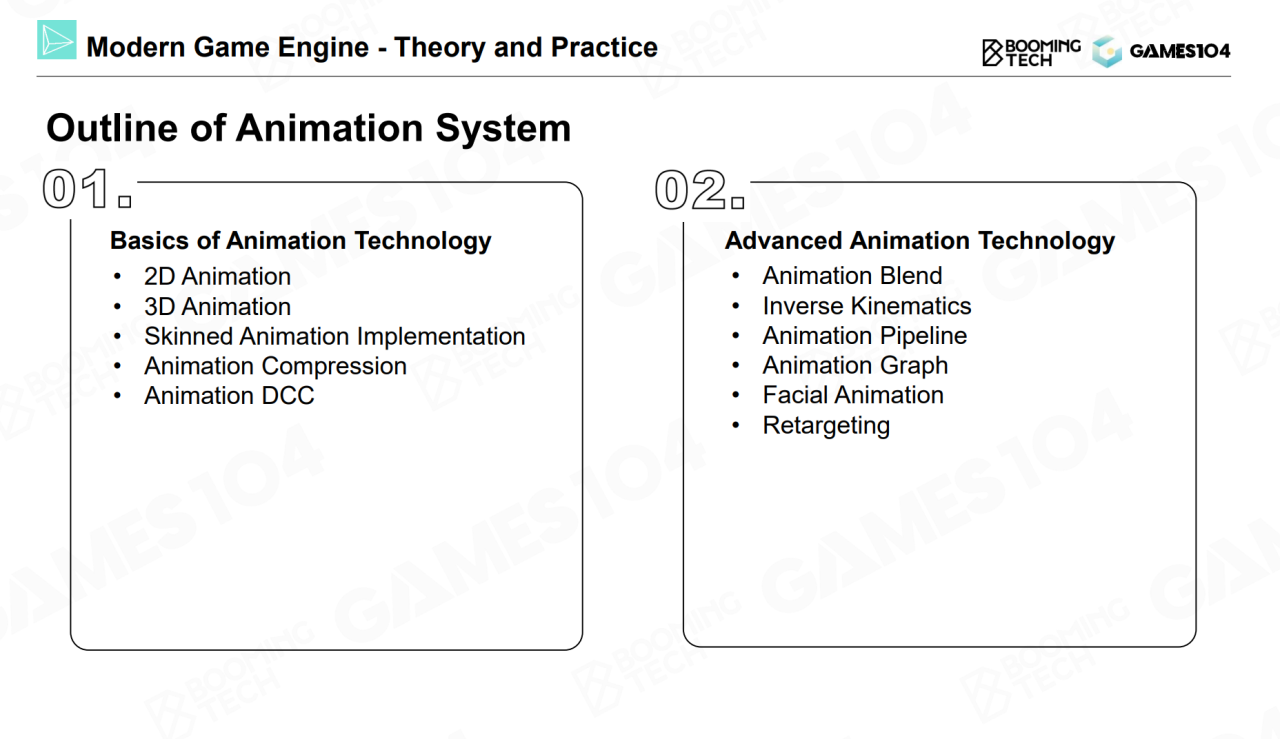 Modern Game Engine - Theory and Practice
BOOMING
TECH
GAMES104
Outline of Animation System
01.
Basics of Animation Technology
• 2D Animation
• 3D Animation
• Skinned Animation Implementation
• Animation Compression
• Animation DCC
02.
Advanced Animation Technology
• Animation Blend
• Inverse Kinematics
• Animation Pipeline
• Animation Graph
• Facial Animation
• Retargeting